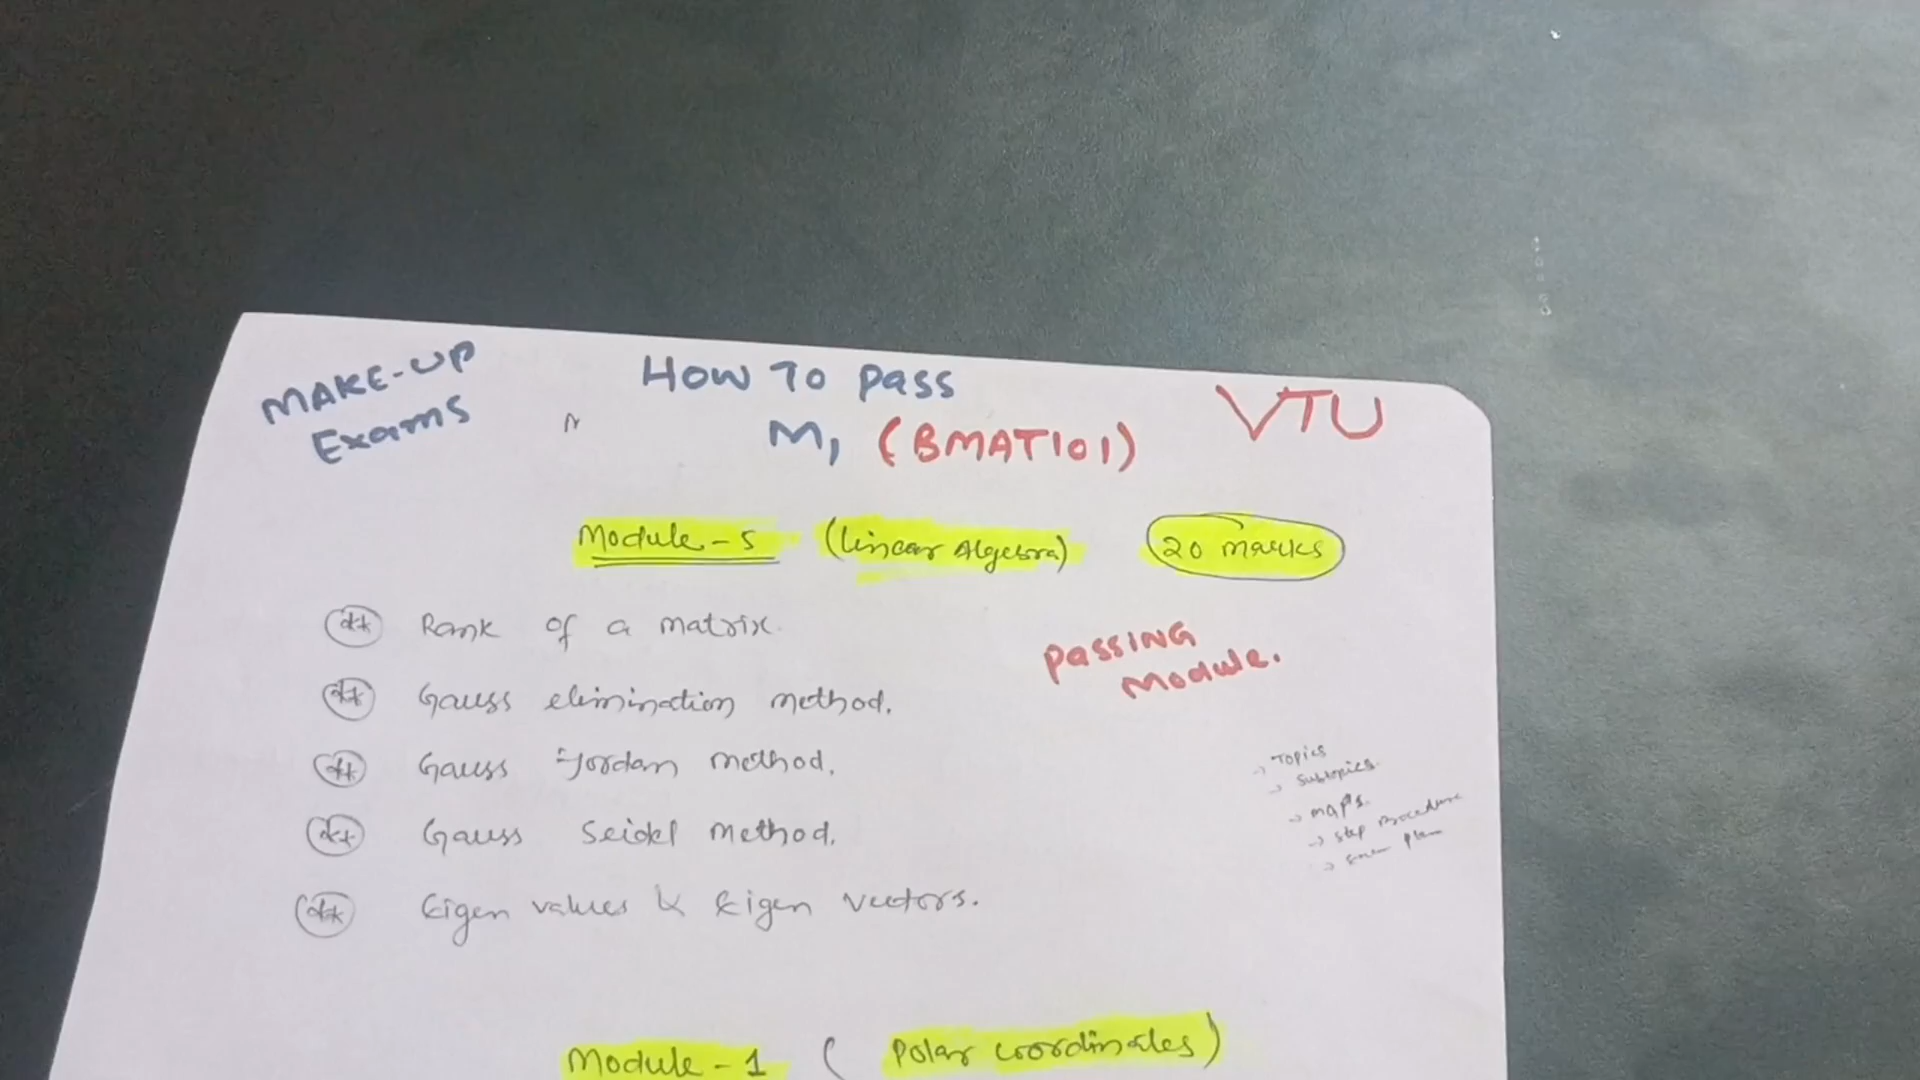 MAKE-UP Exams
HOW TO pass
M1 (BMAT101)
VTU
Module-5 (Linear Algebra) 20 marks
** Rank of a matrix.
** Gauss elimination method.
** Gauss Jordan method.
** Gauss Seidel method.
** Eigen values & Eigen vectors.
PASSING Module.
→ Topics
→ Subtopics.
→ map's.
→ step Procedure
→ plan
Module-1 (Polar coordinates)